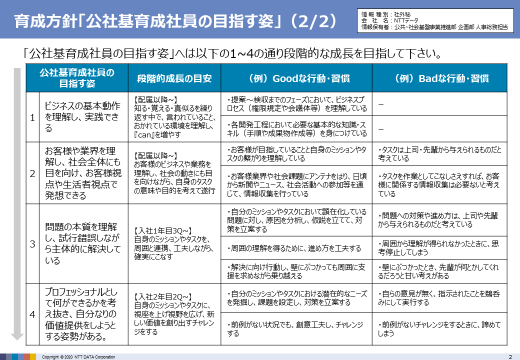 育成方針「公社基育成社員の目指す姿」（2/2）
情報種別：社外秘
会社名：NTTデータ
情報保有者：公共・社会基盤事業推進部 企画部 人事総務担当
「公社基育成社員の目指す姿」へは以下の1~4の通り段階的な成長を目指して下さい。
公社基育成社員の
目指す姿
段階的成長の目安
（例）Goodな行動・習慣
（例）Badな行動・習慣
1
ビジネスの基本動作
を理解し、実践でき
る
【配属以降～】
知る・覚える・真似るを繰り
返す中で、言われていること、
おかれている環境を理解し、
『can』を増やす
・提案～検収までのフェーズにおいて、ビジネスプ
ロセス（権限規定や会議体等）を理解している
－
・各開発工程において必要な基本的な知識・ス
キル（手順や成果物作成等）を身につけている
－
2
お客様や業界を理
解し、社会全体にも
目を向け、お客様視
点や生活者視点で
発想できる
【配属以降～】
お客様のビジネスや業務を
理解し、社会の動きにも目
を向けながら、自身のタスク
の意味や目的を考えて遂行
・お客様が目指していることと自身のミッションやタ
スクの繋がりを理解している
・タスクは上司・先輩から与えられるものだと
考えている
・お客様業界や社会課題にアンテナをはり、日頃
から新聞やニュース、社会活動への参加等を通
じて、情報収集を行っている
・タスクを作業としてこなしさえすれば、お客
様に関係する情報収集は必要ないと考え
ている
3
問題の本質を理解
し、試行錯誤しなが
ら主体的に解決して
いる
【入社1年目3Q～】
自身のミッションやタスクを、
周囲と連携、工夫しながら、
確実にこなす
・自分のミッションやタスクにおいて顕在化している
問題に対し、原因を分析し、仮説を立てて、対
策を立案する
・問題への対策や進め方は、上司や先輩
から与えられるものだと考えている
・周囲の理解を得るために、進め方を工夫する
・周囲から理解が得られなかったときに、思
考停止してしまう
・解決に向け行動し、壁にぶつかっても周囲に支
援を求めながら乗り越える
・壁にぶつかったとき、先輩が何とかしてくれ
るだろうと甘い考えがある
4
プロフェッショナルとし
て何ができるかを考
え抜き、自分なりの
価値提供をしようと
する姿勢がある。
【入社2年目2Q～】
自身のミッションやタスクに、
視座を上げ視野を広げ、新
しい価値を創り出すチャレン
ジをする
・自分のミッションやタスクにおける潜在的なニーズ
を発掘し、課題を設定し、対策を立案する
・自らの意見が無く、指示されたことを鵜呑
みにして実行する
・前例がない状況でも、創意工夫し、チャレンジ
する
・前例がないチャレンジをするときに、諦めて
しまう
Copyright © 2020 NTT DATA Corporation
2